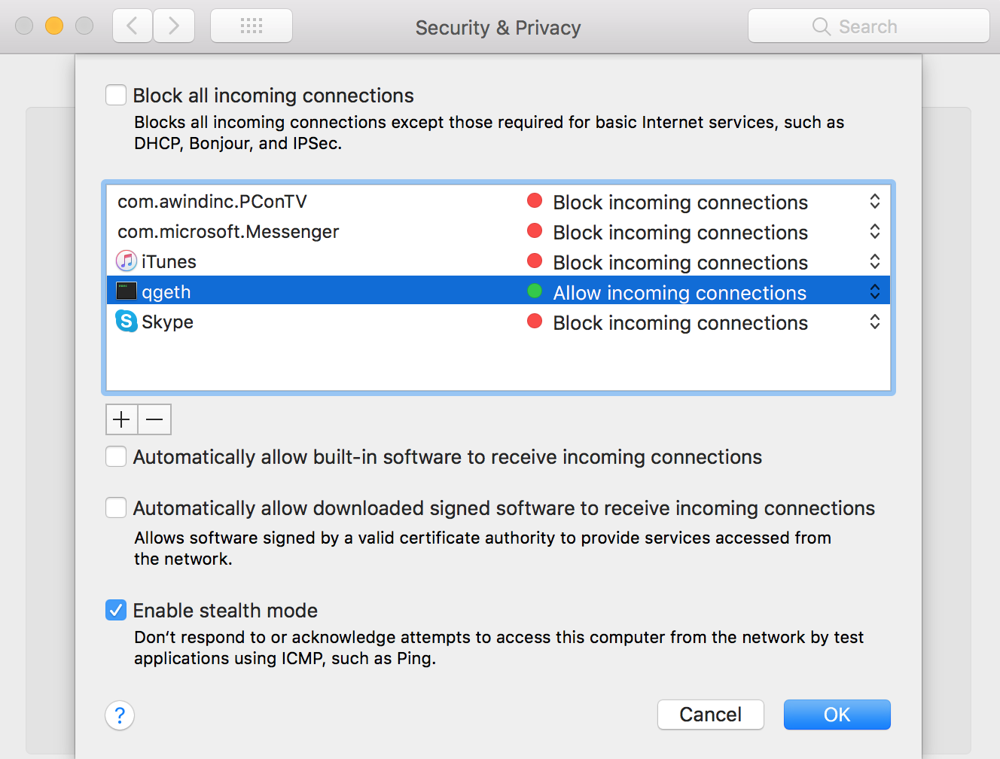 Security & Privacy
Search
Block all incoming connections
Blocks all incoming connections except those required for basic Internet services, such as
DHCP, Bonjour, and IPSec.
com.awindinc.PConTV Block incoming connections
com.microsoft.Messenger Block incoming connections
iTunes Block incoming connections
qgeth Allow incoming connections
Skype Block incoming connections
Automatically allow built-in software to receive incoming connections
Automatically allow downloaded signed software to receive incoming connections
Allows software signed by a valid certificate authority to provide services accessed from
the network.
Enable stealth mode
Don’t respond to or acknowledge attempts to access this computer from the network by test
applications using ICMP, such as Ping.
? Cancel OK